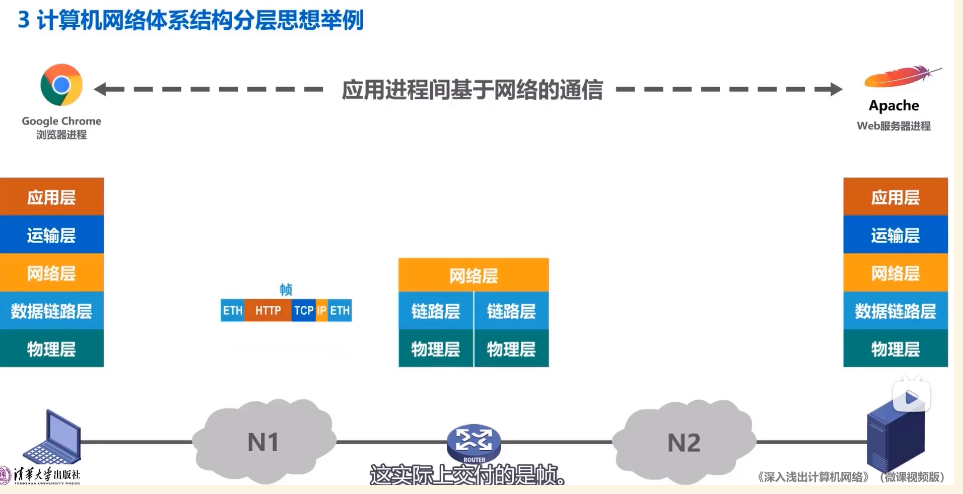 3 计算机网络体系结构分层思想举例
应用进程间基于网络的通信
Google Chrome
浏览器进程
Apache
Web服务器进程
应用层
运输层
网络层
数据链路层
物理层
帧
ETH HTTP TCP IP ETH
网络层
链路层 链路层
物理层 物理层
应用层
运输层
网络层
数据链路层
物理层
N1
ROUTER
N2
这实际上交付的是帧。
清华大学出版社
TSINGHUA UNIVERSITY PRESS
《深入浅出计算机网络》（微课视频版）